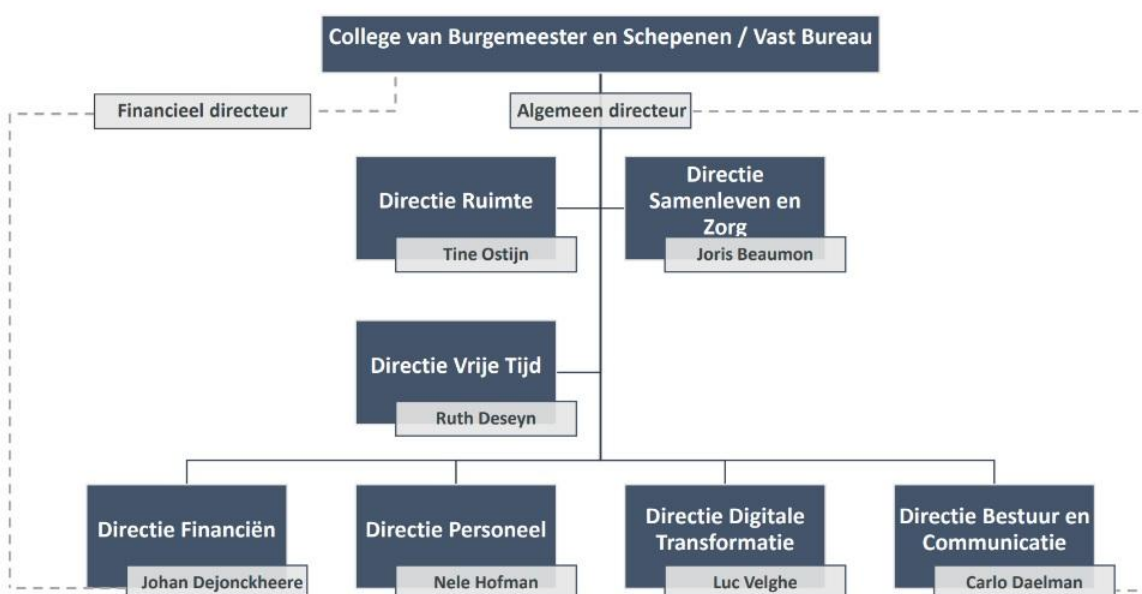 College van Burgemeester en Schepenen / Vast Bureau
Financieel directeur
Algemeen directeur
Directie Ruimte
Tine Ostijn
Directie
Samenleven en
Zorg
Joris Beaumon
Directie Vrije Tijd
Ruth Deseyn
Directie Financiën
Johan Dejonckheere
Directie Personeel
Nele Hofman
Directie Digitale
Transformatie
Luc Velghe
Directie Bestuur en
Communicatie
Carlo Daelman